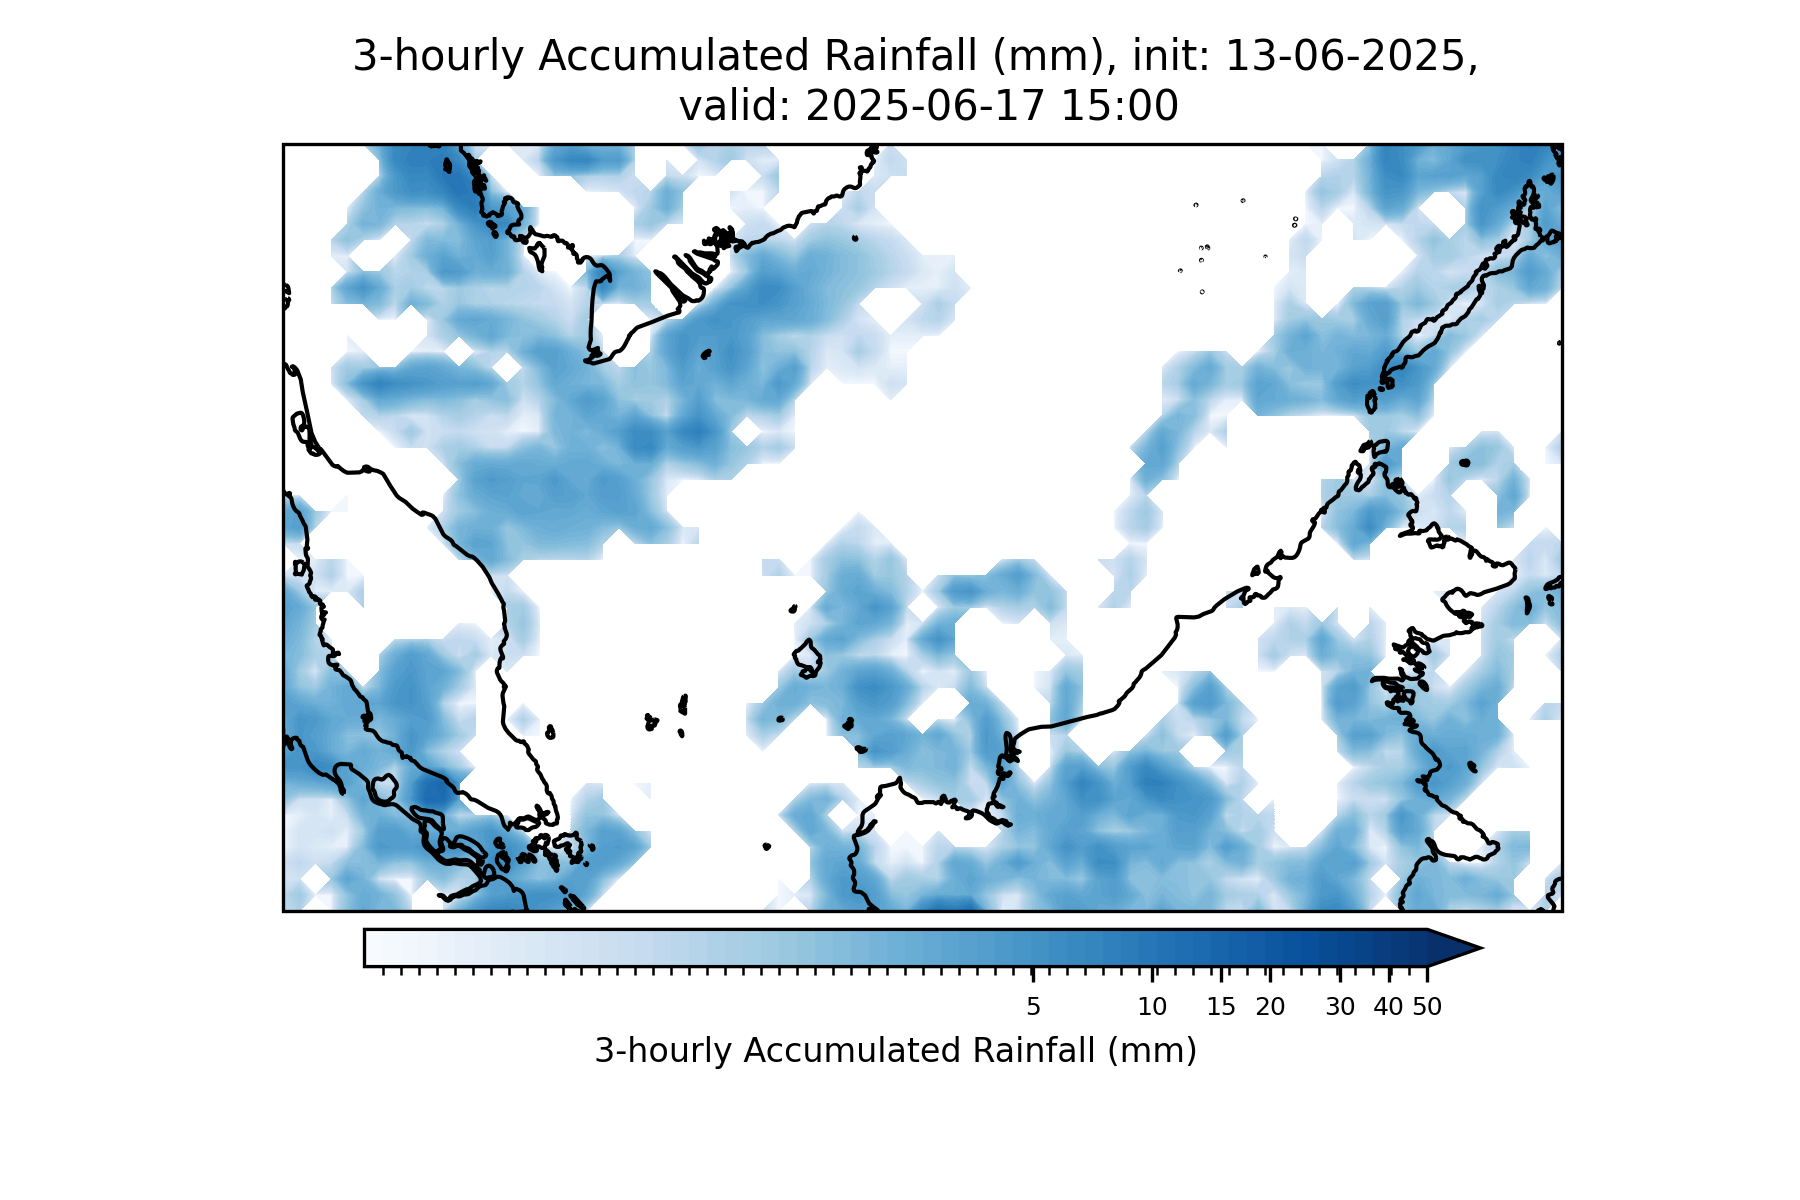 3-hourly Accumulated Rainfall (mm), init: 13-06-2025,
valid: 2025-06-17 15:00
5 10 15 20 30 40 50
3-hourly Accumulated Rainfall (mm)